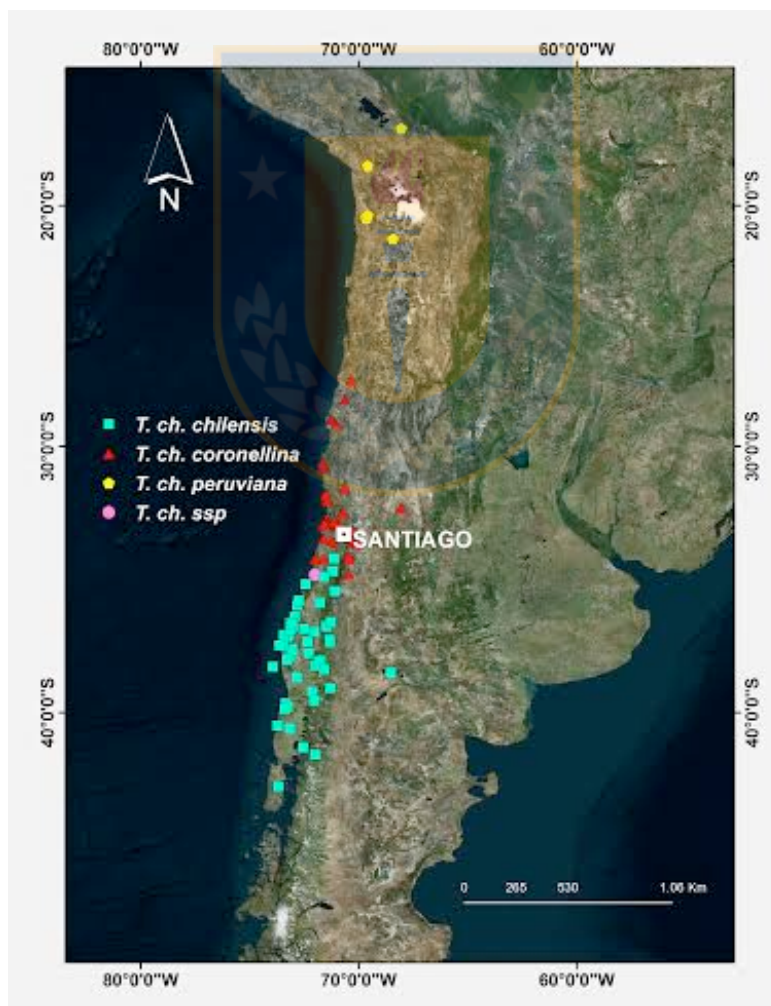 80°0'0"W 70°0'0"W 60°0'0"W
N
20°0'0"S 20°0'0"S
T. ch. chilensis
30°0'0"S 30°0'0"S
T. ch. coronellina
T. ch. peruviana
T. ch. ssp
SANTIAGO
40°0'0"S 40°0'0"S
0 265 530 1.06 Km
80°0'0"W 70°0'0"W 60°0'0"W